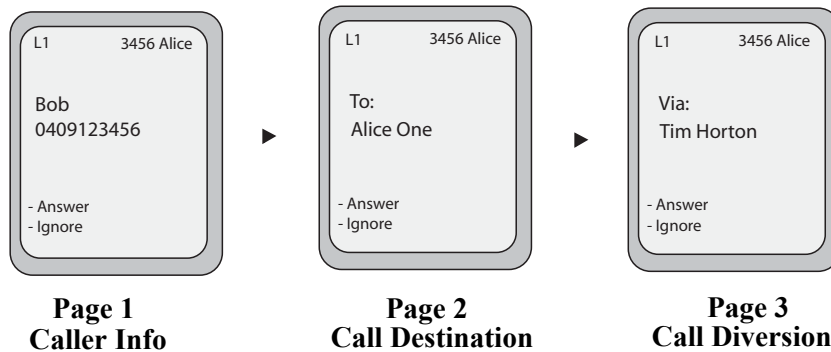 L1 3456 Alice
Bob
0409123456
- Answer
- Ignore
Page 1
Caller Info
L1 3456 Alice
To:
Alice One
- Answer
- Ignore
Page 2
Call Destination
L1 3456 Alice
Via:
Tim Horton
- Answer
- Ignore
Page 3
Call Diversion